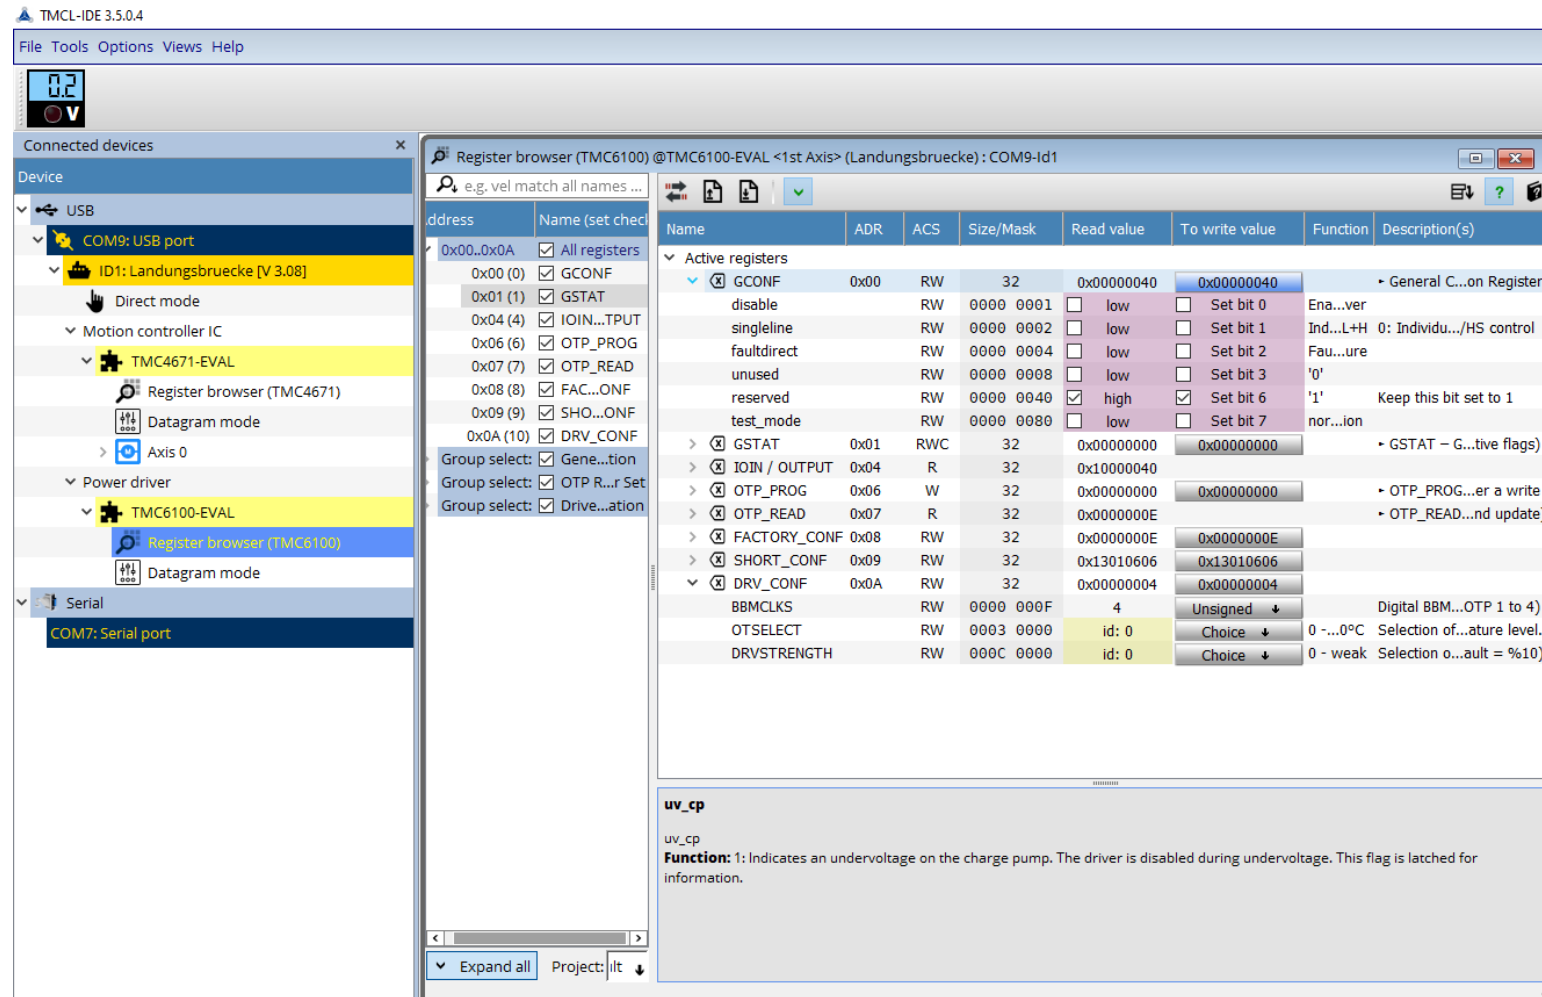 TMCL-IDE 3.5.0.4
File Tools Options Views Help
0.2
V
Connected devices
Device
USB
COM9: USB port
ID1: Landungsbruecke [V 3.08]
Direct mode
Motion controller IC
TMC4671-EVAL
Register browser (TMC4671)
Datagram mode
Axis 0
Power driver
TMC6100-EVAL
Register browser (TMC6100)
Datagram mode
Serial
COM7: Serial port
Register browser (TMC6100) @TMC6100-EVAL <1st Axis> (Landungsbruecke) : COM9-Id1
e.g. vel match all names ...
ddress Name (set check
0x00..0x0A All registers
0x00 (0) GCONF
0x01 (1) GSTAT
0x04 (4) IOIN...TPUT
0x06 (6) OTP_PROG
0x07 (7) OTP_READ
0x08 (8) FAC...ONF
0x09 (9) SHO...ONF
0x0A (10) DRV_CONF
Group select: Gene...tion
Group select: OTP R...r Set
Group select: Drive...ation
Expand all Project: ılt
Name ADR ACS Size/Mask Read value To write value Function Description(s)
Active registers
GCONF 0x00 RW 32 0x00000040 0x00000040 ► General C...on Register
disable RW 0000 0001 low Set bit 0 Ena...ver
singleline RW 0000 0002 low Set bit 1 Ind...L+H 0: Individu.../HS control
faultdirect RW 0000 0004 low Set bit 2 Fau...ure
unused RW 0000 0008 low Set bit 3 '0'
reserved RW 0000 0040 high Set bit 6 '1' Keep this bit set to 1
test_mode RW 0000 0080 low Set bit 7 nor...ion
GSTAT 0x01 RWC 32 0x00000000 0x00000000 ► GSTAT – G...tive flags)
IOIN / OUTPUT 0x04 R 32 0x10000040
OTP_PROG 0x06 W 32 0x00000000 0x00000000 ► OTP_PROG...er a write
OTP_READ 0x07 R 32 0x0000000E ► OTP_READ...nd update)
FACTORY_CONF 0x08 RW 32 0x0000000E 0x0000000E
SHORT_CONF 0x09 RW 32 0x13010606 0x13010606
DRV_CONF 0x0A RW 32 0x00000004 0x00000004
BBMCLKS RW 0000 000F 4 Unsigned Digital BBM...OTP 1 to 4)
OTSELECT RW 0003 0000 id: 0 Choice 0 -...0°C Selection of...ature level.
DRVSTRENGTH RW 000C 0000 id: 0 Choice 0 - weak Selection o...ault = %10)
uv_cp
uv_cp
Function: 1: Indicates an undervoltage on the charge pump. The driver is disabled during undervoltage. This flag is latched for
information.